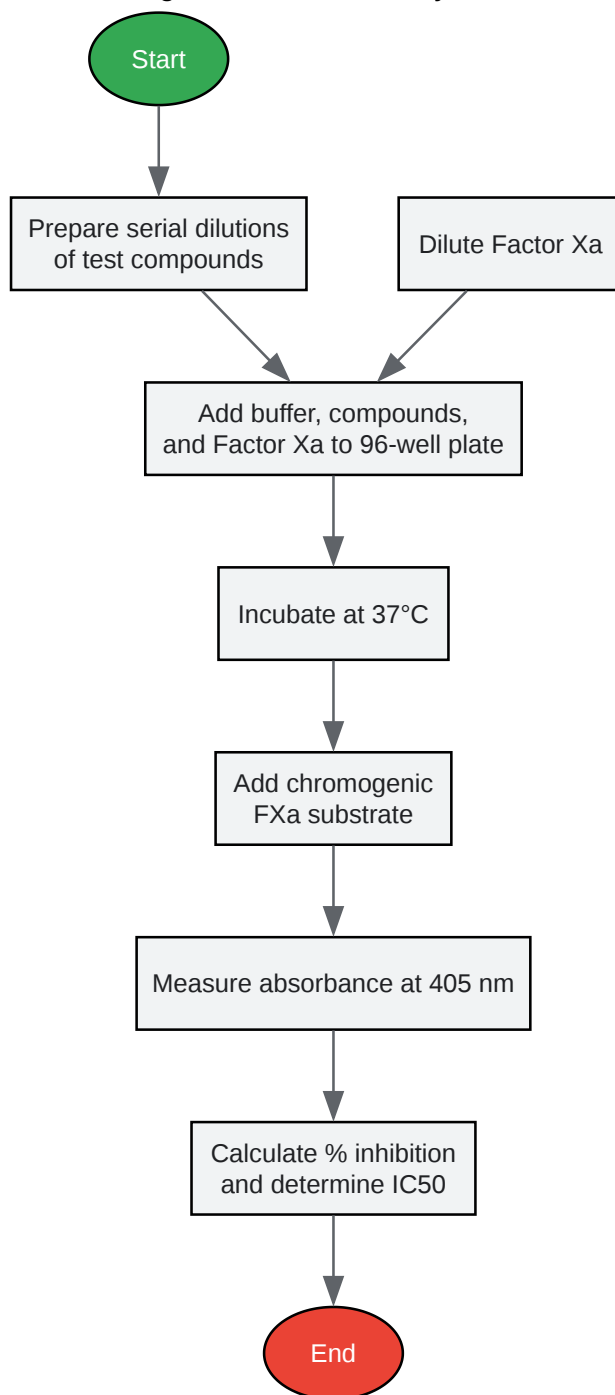 Start
Prepare serial dilutions
of test compounds
Dilute Factor Xa
Add buffer, compounds,
and Factor Xa to 96-well plate
Incubate at 37°C
Add chromogenic
FXa substrate
Measure absorbance at 405 nm
Calculate % inhibition
and determine IC50
End